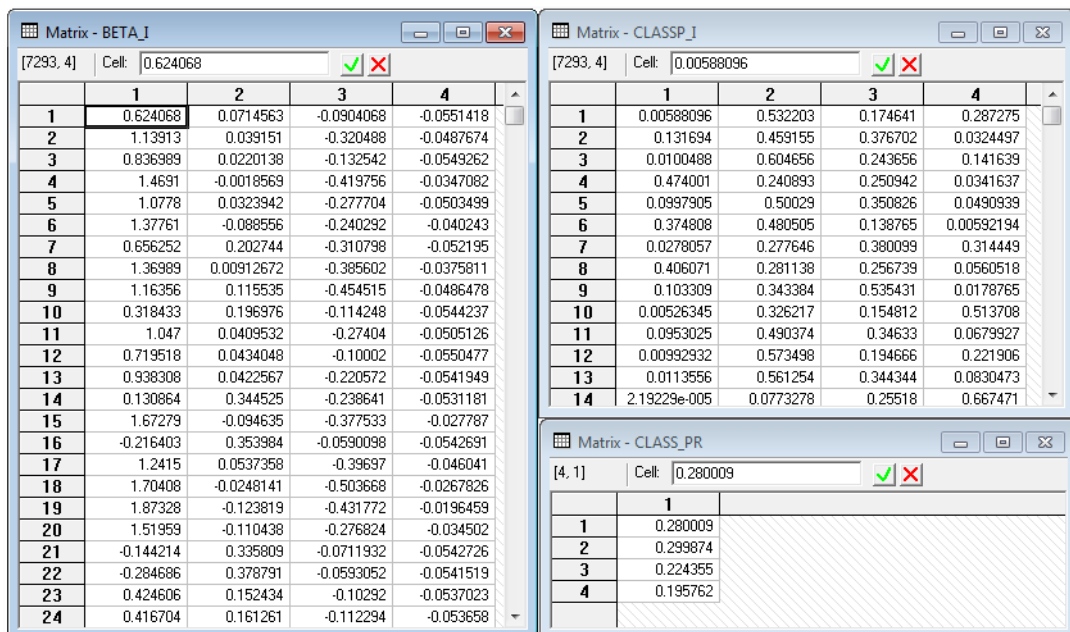 Matrix - BETA_I
[7293, 4] Cell: 0.624068
1 2 3 4
1 0.624068 0.0714563 -0.0904068 -0.0551418
2 1.13913 0.039151 -0.320488 -0.0487674
3 0.836989 0.0220138 -0.132542 -0.0549262
4 1.4691 -0.0018569 -0.419756 -0.0347082
5 1.0778 0.0323942 -0.277704 -0.0503499
6 1.37761 -0.088556 -0.240292 -0.040243
7 0.656252 0.202744 -0.310798 -0.052195
8 1.36989 0.00912672 -0.385602 -0.0375811
9 1.16356 0.115535 -0.454515 -0.0486478
10 0.318433 0.196976 -0.114248 -0.0544237
11 1.047 0.0409532 -0.27404 -0.0505126
12 0.719518 0.0434048 -0.10002 -0.0550477
13 0.938308 0.0422567 -0.220572 -0.0541949
14 0.130864 0.344525 -0.238641 -0.0531181
15 1.67279 -0.094635 -0.377533 -0.027787
16 -0.216403 0.353984 -0.0590098 -0.0542691
17 1.2415 0.0537358 -0.39697 -0.046041
18 1.70408 -0.0248141 -0.503668 -0.0267826
19 1.87328 -0.123819 -0.431772 -0.0196459
20 1.51959 -0.110438 -0.276824 -0.034502
21 -0.144214 0.335809 -0.0711932 -0.0542726
22 -0.284686 0.378791 -0.0593052 -0.0541519
23 0.424606 0.152434 -0.10292 -0.0537023
24 0.416704 0.161261 -0.112294 -0.053658
Matrix - CLASSP_I
[7293, 4] Cell: 0.00588096
1 2 3 4
1 0.00588096 0.532203 0.174641 0.287275
2 0.131694 0.459155 0.376702 0.0324497
3 0.0100488 0.604656 0.243656 0.141639
4 0.474001 0.240893 0.250942 0.0341637
5 0.0997905 0.50029 0.350826 0.0490939
6 0.374808 0.480505 0.138765 0.00592194
7 0.0278057 0.277646 0.380099 0.314449
8 0.406071 0.281138 0.256739 0.0560518
9 0.103309 0.343384 0.535431 0.0178765
10 0.00526345 0.326217 0.154812 0.513708
11 0.0953025 0.490374 0.34633 0.0679927
12 0.00992932 0.573498 0.194666 0.221906
13 0.0113556 0.561254 0.344344 0.0830473
14 2.19229e-005 0.0773278 0.25518 0.667471
Matrix - CLASS_PR
[4, 1] Cell: 0.280009
1
1 0.280009
2 0.299874
3 0.224355
4 0.195762